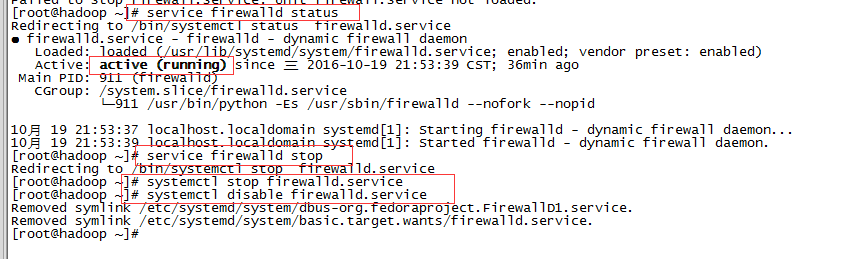 Failed to stop firewall.service: Unit firewall.service not loaded.
[root@hadoop ~]# service firewalld status
Redirecting to /bin/systemctl status  firewalld.service
● firewalld.service - firewalld - dynamic firewall daemon
Loaded: loaded (/usr/lib/systemd/system/firewalld.service; enabled; vendor preset: enabled)
Active: active (running) since 三 2016-10-19 21:53:39 CST; 36min ago
Main PID: 911 (firewalld)
CGroup: /system.slice/firewalld.service
└─911 /usr/bin/python -Es /usr/sbin/firewalld --nofork --nopid
10月 19 21:53:37 localhost.localdomain systemd[1]: Starting firewalld - dynamic firewall daemon...
10月 19 21:53:39 localhost.localdomain systemd[1]: Started firewalld - dynamic firewall daemon.
[root@hadoop ~]# service firewalld stop
Redirecting to /bin/systemctl stop  firewalld.service
[root@hadoop ~]# systemctl stop firewalld.service
[root@hadoop ~]# systemctl disable firewalld.service
Removed symlink /etc/systemd/system/dbus-org.fedoraproject.FirewallD1.service.
Removed symlink /etc/systemd/system/basic.target.wants/firewalld.service.
[root@hadoop ~]#